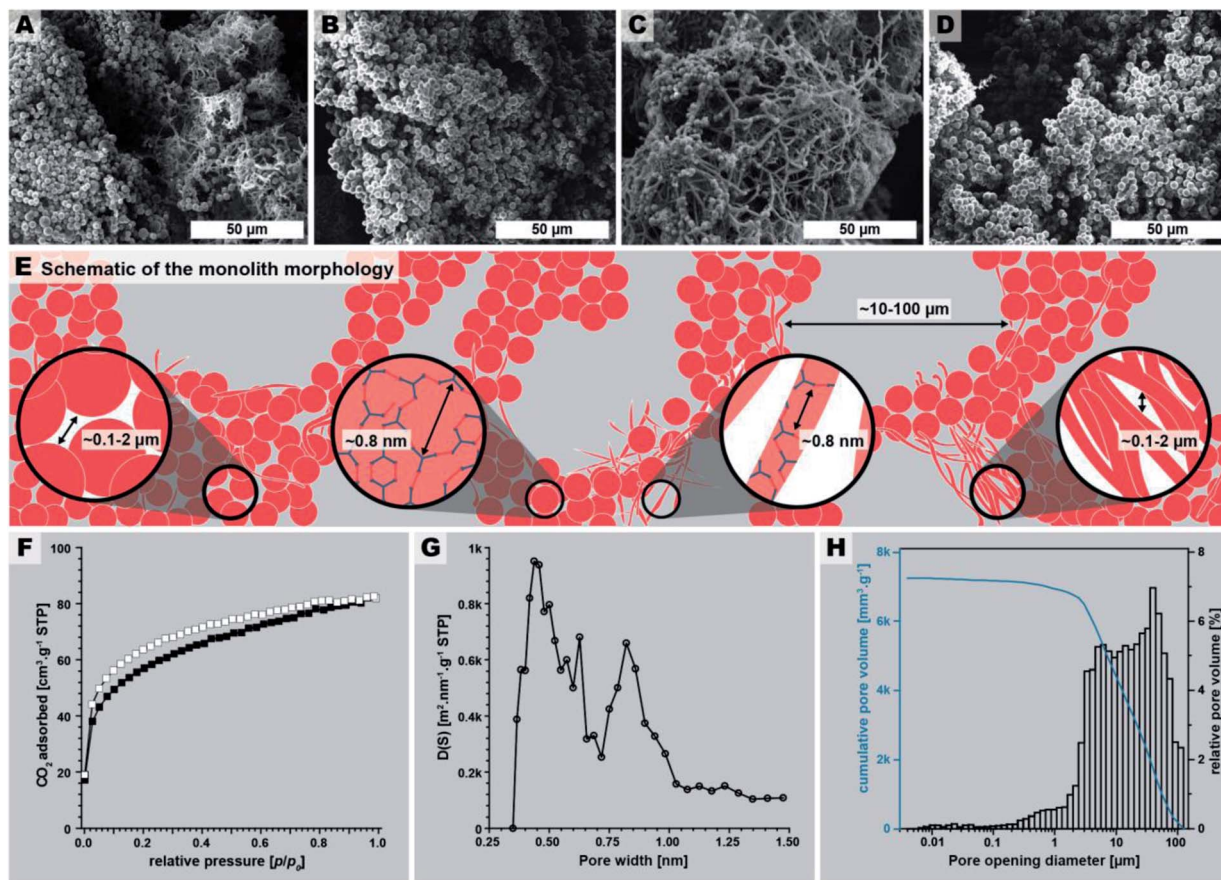 A
50 µm
B
50 µm
C
50 µm
D
50 µm
E Schematic of the monolith morphology
~10-100 µm
~0.1-2 µm
~0.8 nm
~0.8 nm
~0.1-2 µm
F
100
80
60
40
20
0
0.0 0.2 0.4 0.6 0.8 1.0
CO₂ adsorbed [cm³.g⁻¹ STP]
relative pressure [p/p₀]
G
1k
0.8k
0.6k
0.4k
0.2k
0
0.25 0.50 0.75 1.00 1.25 1.50
D(S) [m².nm⁻¹.g⁻¹ STP]
Pore width [nm]
H
8k
6k
4k
2k
0
cumulative pore volume [mm³.g⁻¹]
8
6
4
2
0
relative pore volume [%]
0.01 0.1 1 10 100
Pore opening diameter [µm]